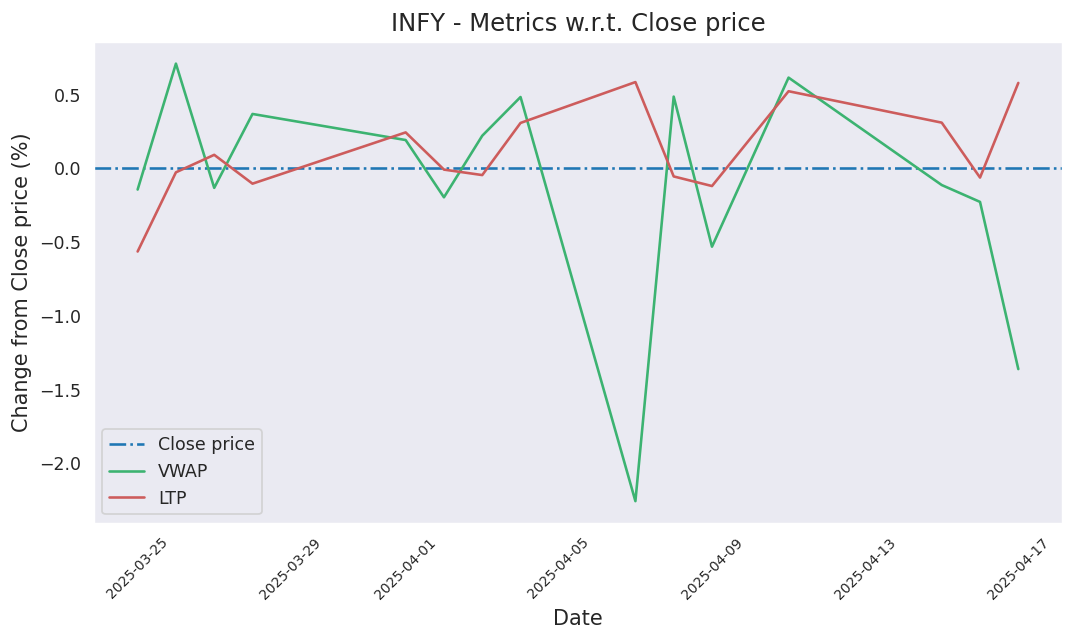 INFY - Metrics w.r.t. Close price
Change from Close price (%)
0.5
0.0
−0.5
−1.0
−1.5
−2.0
Close price
VWAP
LTP
2025-03-25
2025-03-29
2025-04-01
2025-04-05
2025-04-09
2025-04-13
2025-04-17
Date